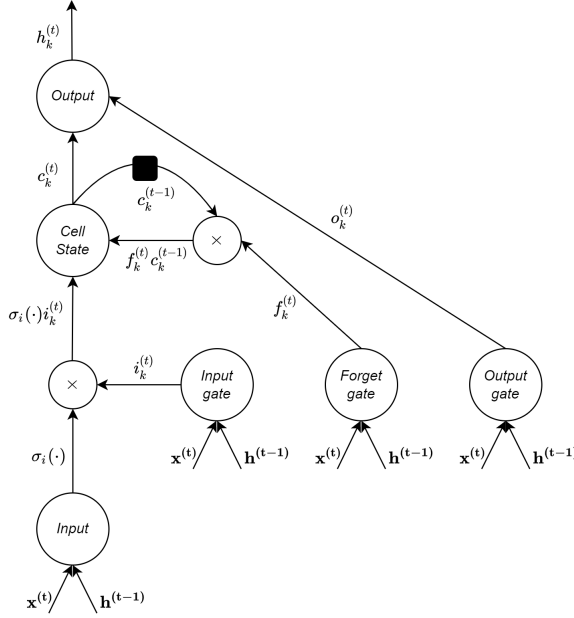 h_k^{(t)}
Output
c_k^{(t)}
c_k^{(t-1)}
o_k^{(t)}
Cell
State
×
f_k^{(t)} c_k^{(t-1)}
f_k^{(t)}
σ_i(·)i_k^{(t)}
i_k^{(t)}
×
Input
gate
Forget
gate
Output
gate
x^{(t)} h^{(t-1)} x^{(t)} h^{(t-1)} x^{(t)} h^{(t-1)}
σ_i(·)
Input
x^{(t)} h^{(t-1)}